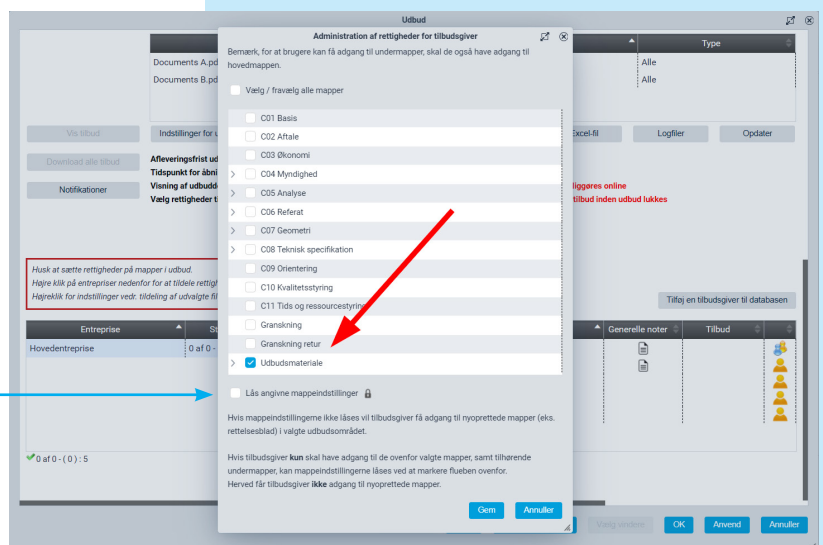 Udbud
Administration af rettigheder for tilbudsgiver
Bemærk, for at brugere kan få adgang til undermapper, skal de også have adgang til
hovedmappen.
Vælg / fravælg alle mapper
C01 Basis
C02 Aftale
C03 Økonomi
C04 Myndighed
C05 Analyse
C06 Referat
C07 Geometri
C08 Teknisk specifikation
C09 Orientering
C10 Kvalitetsstyring
C11 Tids og ressourcestyring
Granskning
Granskning retur
Udbudsmateriale
Lås angivne mappeindstillinger
Hvis mappeindstillingerne ikke låses vil tilbudsgiver få adgang til nyoprettede mapper (eks.
rettelsesblad) i valgte udbudsområdet.
Hvis tilbudsgiver kun skal have adgang til de ovenfor valgte mapper, samt tilhørende
undermapper, kan mappeindstillingerne låses ved at markere flueben ovenfor.
Herved får tilbudsgiver ikke adgang til nyoprettede mapper.
Gem Annuller
Type
Documents A.pd Alle
Documents B.pd Alle
Vis tilbud Indstillinger for u Excel-fil Logfiler Opdater
Download alle tilbud
Notifikationer
Afleveringsfrist ud
Tidspunkt for åbni
Visning af udbudd liggøres online
Vælg rettigheder t tilbud inden udbud lukkes
Husk at sætte rettigheder på mapper i udbud.
Højre klik på entrepriser nedenfor for at tildele rettigh
Højreklik for indstillinger vedr. tildeling af udvalgte fil
Tilføj en tilbudsgiver til databasen
Entreprise St Generelle noter Tilbud
Hovedentreprise 0 af 0 -
0 af 0 - ( 0 ) : 5
Vælg vindere OK Anvend Annuller